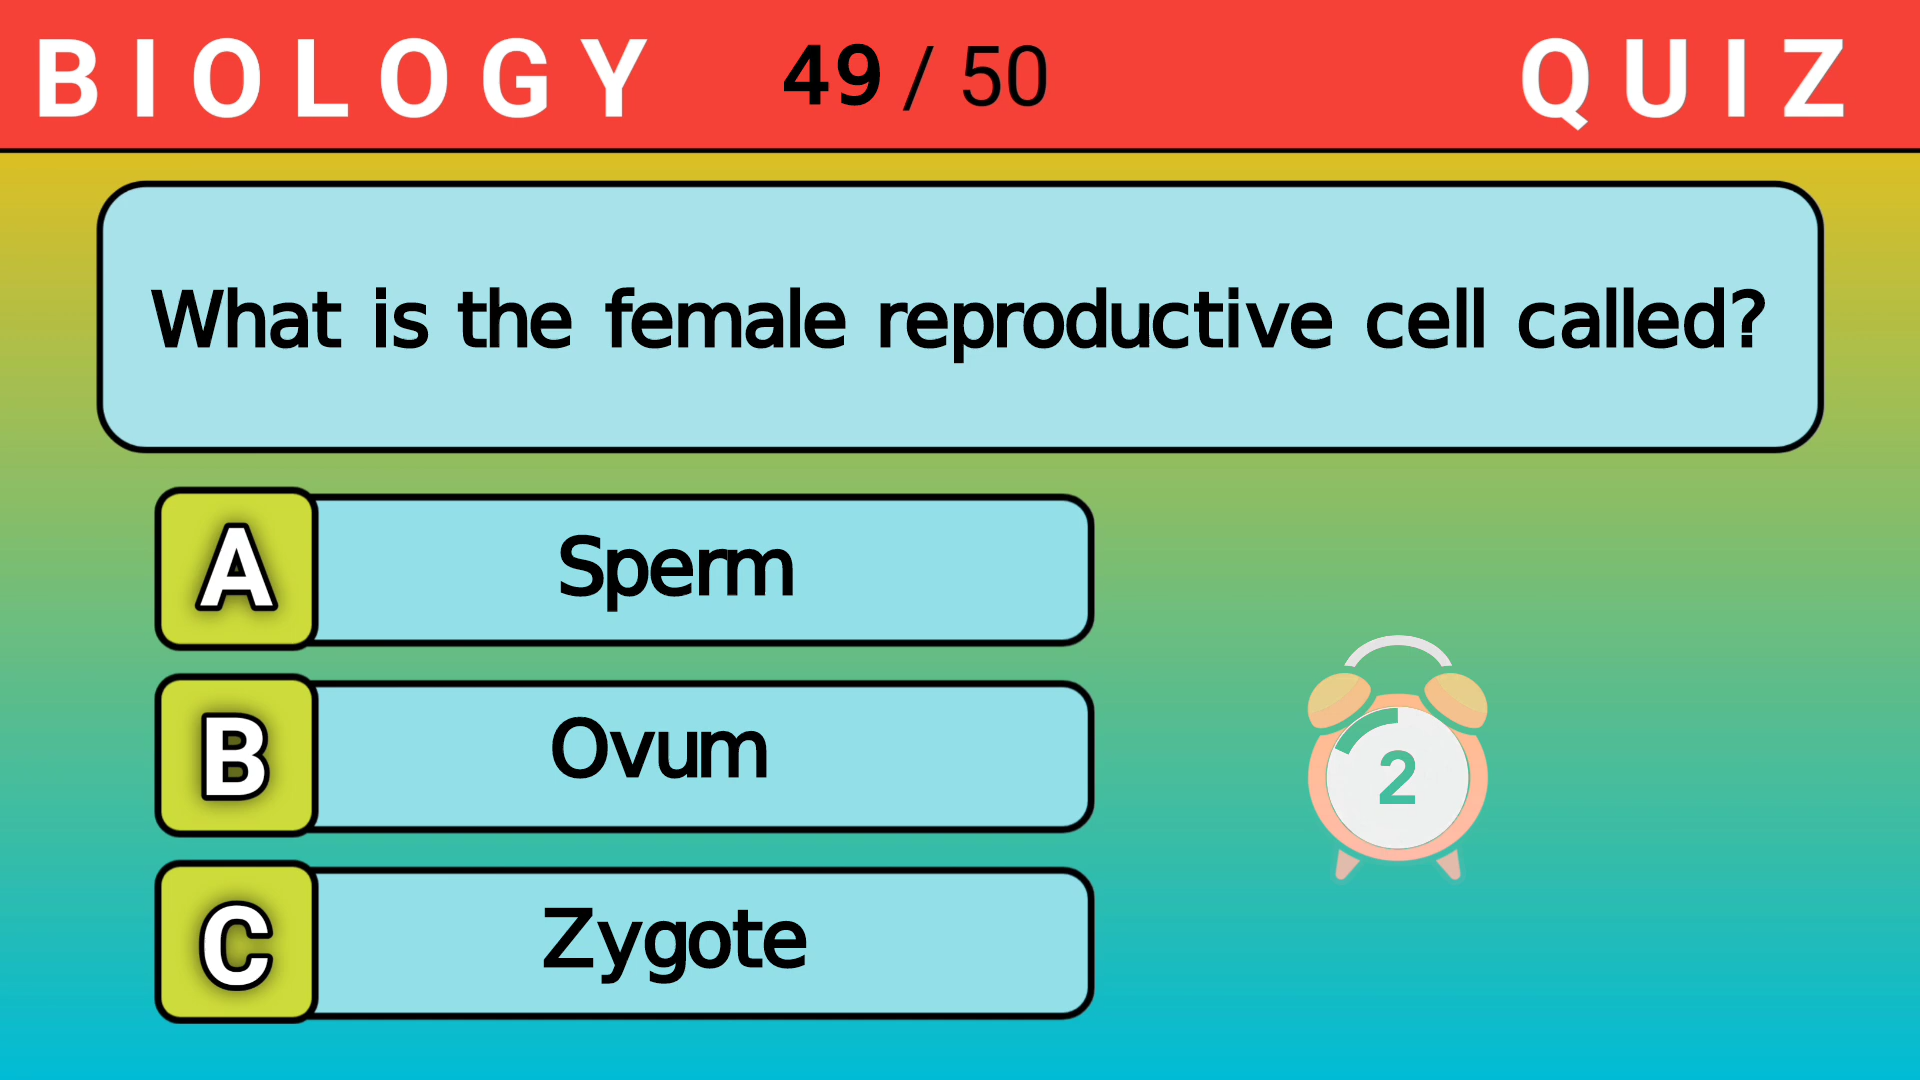 BIOLOGY 49 / 50 QUIZ
What is the female reproductive cell called?
A Sperm
B Ovum
2
C Zygote